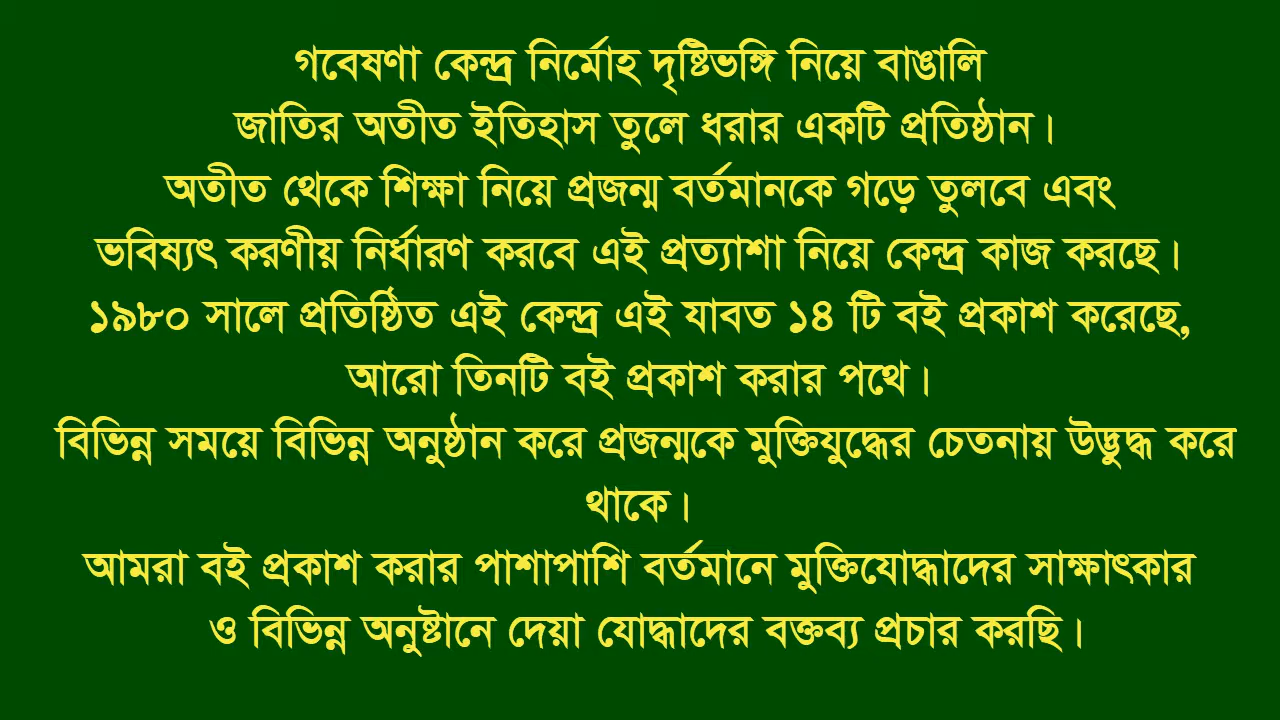 গবেষণা কেন্দ্র নির্মোহ দৃষ্টিভঙ্গি নিয়ে বাঙালি
জাতির অতীত ইতিহাস তুলে ধরার একটি প্রতিষ্ঠান।
অতীত থেকে শিক্ষা নিয়ে প্রজন্ম বর্তমানকে গড়ে তুলবে এবং
ভবিষ্যৎ করণীয় নির্ধারণ করবে এই প্রত্যাশা নিয়ে কেন্দ্র কাজ করছে।
১৯৮০ সালে প্রতিষ্ঠিত এই কেন্দ্র এই যাবত ১৪ টি বই প্রকাশ করেছে,
আরো তিনটি বই প্রকাশ করার পথে।
বিভিন্ন সময়ে বিভিন্ন অনুষ্ঠান করে প্রজন্মকে মুক্তিযুদ্ধের চেতনায় উদ্ভুদ্ধ করে
থাকে।
আমরা বই প্রকাশ করার পাশাপাশি বর্তমানে মুক্তিযোদ্ধাদের সাক্ষাৎকার
ও বিভিন্ন অনুষ্টানে দেয়া যোদ্ধাদের বক্তব্য প্রচার করছি।